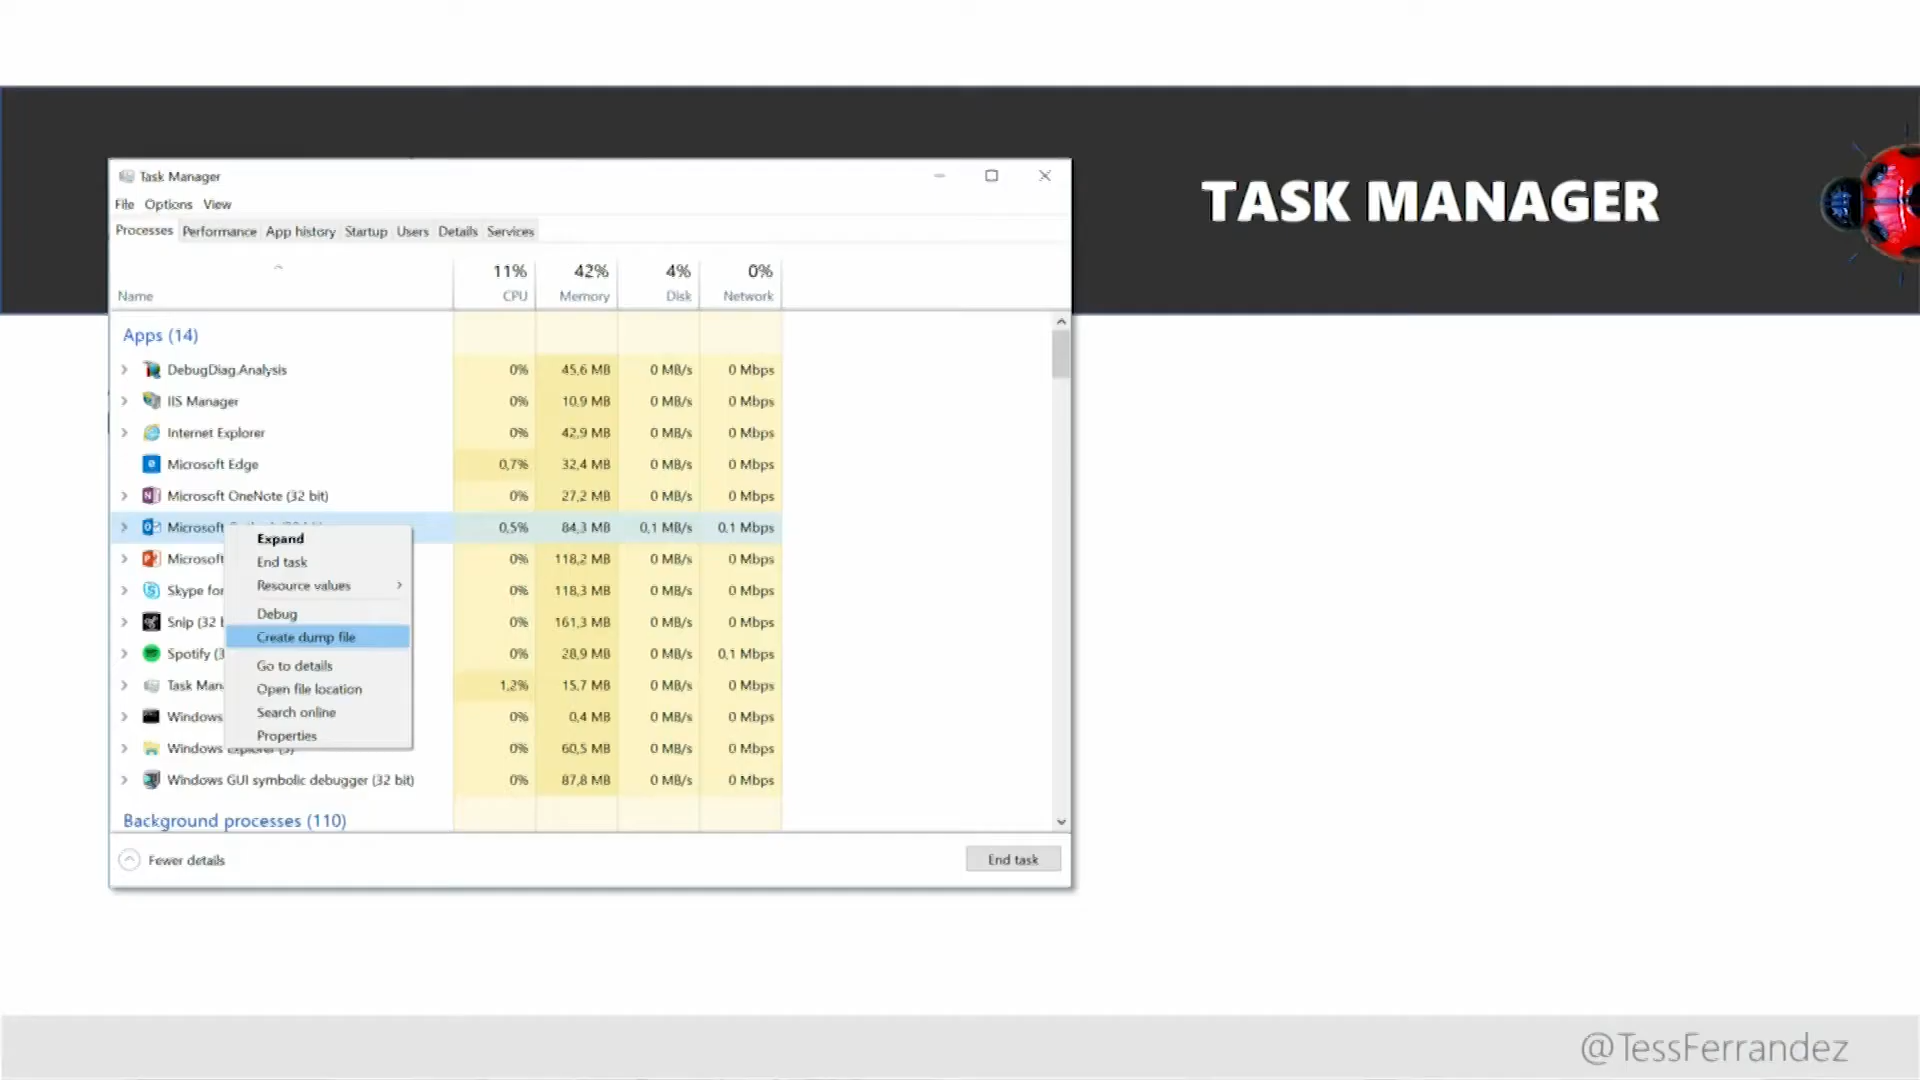 TASK MANAGER
Task Manager
File Options View
Processes Performance App history Startup Users Details Services
11% 42% 4% 0%
Name CPU Memory Disk Network
Apps (14)
DebugDiag.Analysis 0% 45,6 MB 0 MB/s 0 Mbps
IIS Manager 0% 10,9 MB 0 MB/s 0 Mbps
Internet Explorer 0% 42,9 MB 0 MB/s 0 Mbps
Microsoft Edge 0,7% 32,4 MB 0 MB/s 0 Mbps
Microsoft OneNote (32 bit) 0% 27,2 MB 0 MB/s 0 Mbps
Microsoft 0,5% 84,3 MB 0,1 MB/s 0,1 Mbps
Microsoft 0% 118,2 MB 0 MB/s 0 Mbps
Skype for 0% 118,3 MB 0 MB/s 0 Mbps
Snip (32 0% 161,3 MB 0 MB/s 0 Mbps
Spotify (3 0% 28,9 MB 0 MB/s 0,1 Mbps
Task Man 1,2% 15,7 MB 0 MB/s 0 Mbps
Windows 0% 0,4 MB 0 MB/s 0 Mbps
Windows 0% 60,5 MB 0 MB/s 0 Mbps
Windows GUI symbolic debugger (32 bit) 0% 87,8 MB 0 MB/s 0 Mbps
Background processes (110)
Expand
End task
Resource values
Debug
Create dump file
Go to details
Open file location
Search online
Properties
Fewer details End task
@TessFerrandez